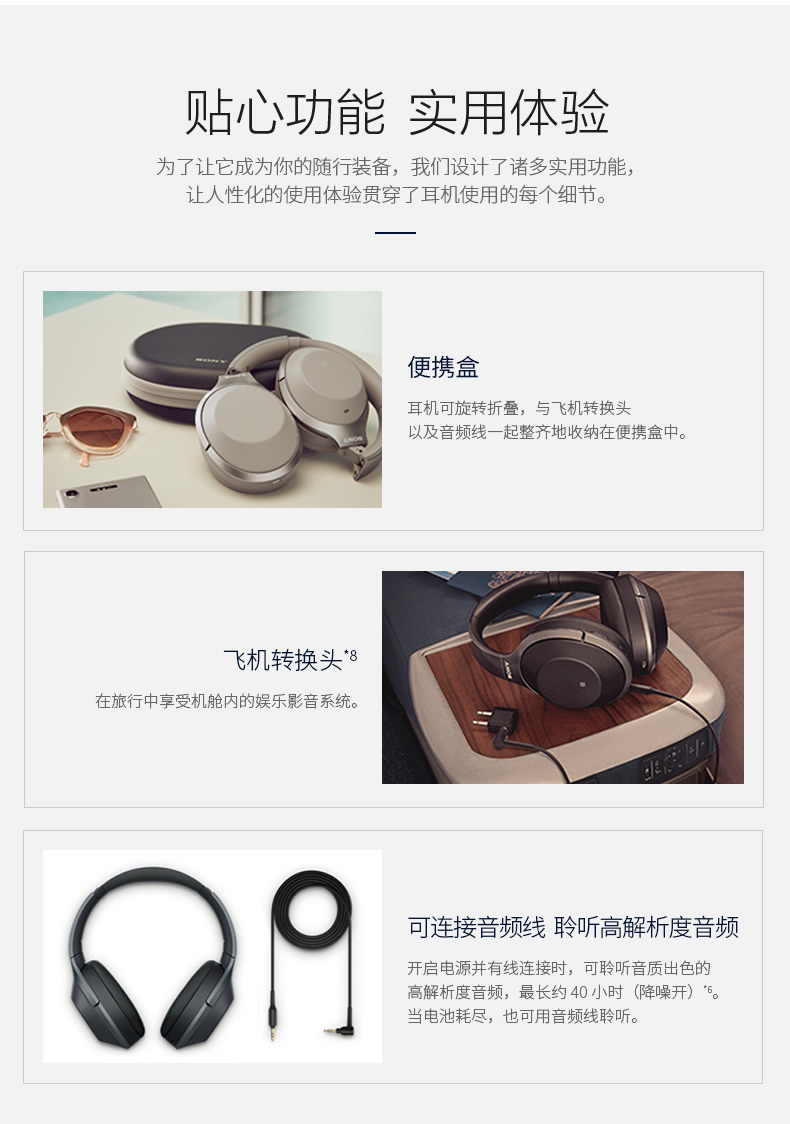 贴心功能 实用体验
为了让它成为你的随行装备，我们设计了诸多实用功能，
让人性化的使用体验贯穿了耳机使用的每个细节。
SONY
SONY
便携盒
耳机可旋转折叠，与飞机转换头
以及音频线一起整齐地收纳在便携盒中。
飞机转换头*8
在旅行中享受机舱内的娱乐影音系统。
SONY
可连接音频线 聆听高解析度音频
开启电源并有线连接时，可聆听音质出色的
高解析度音频，最长约 40 小时（降噪开）*6。
当电池耗尽，也可用音频线聆听。